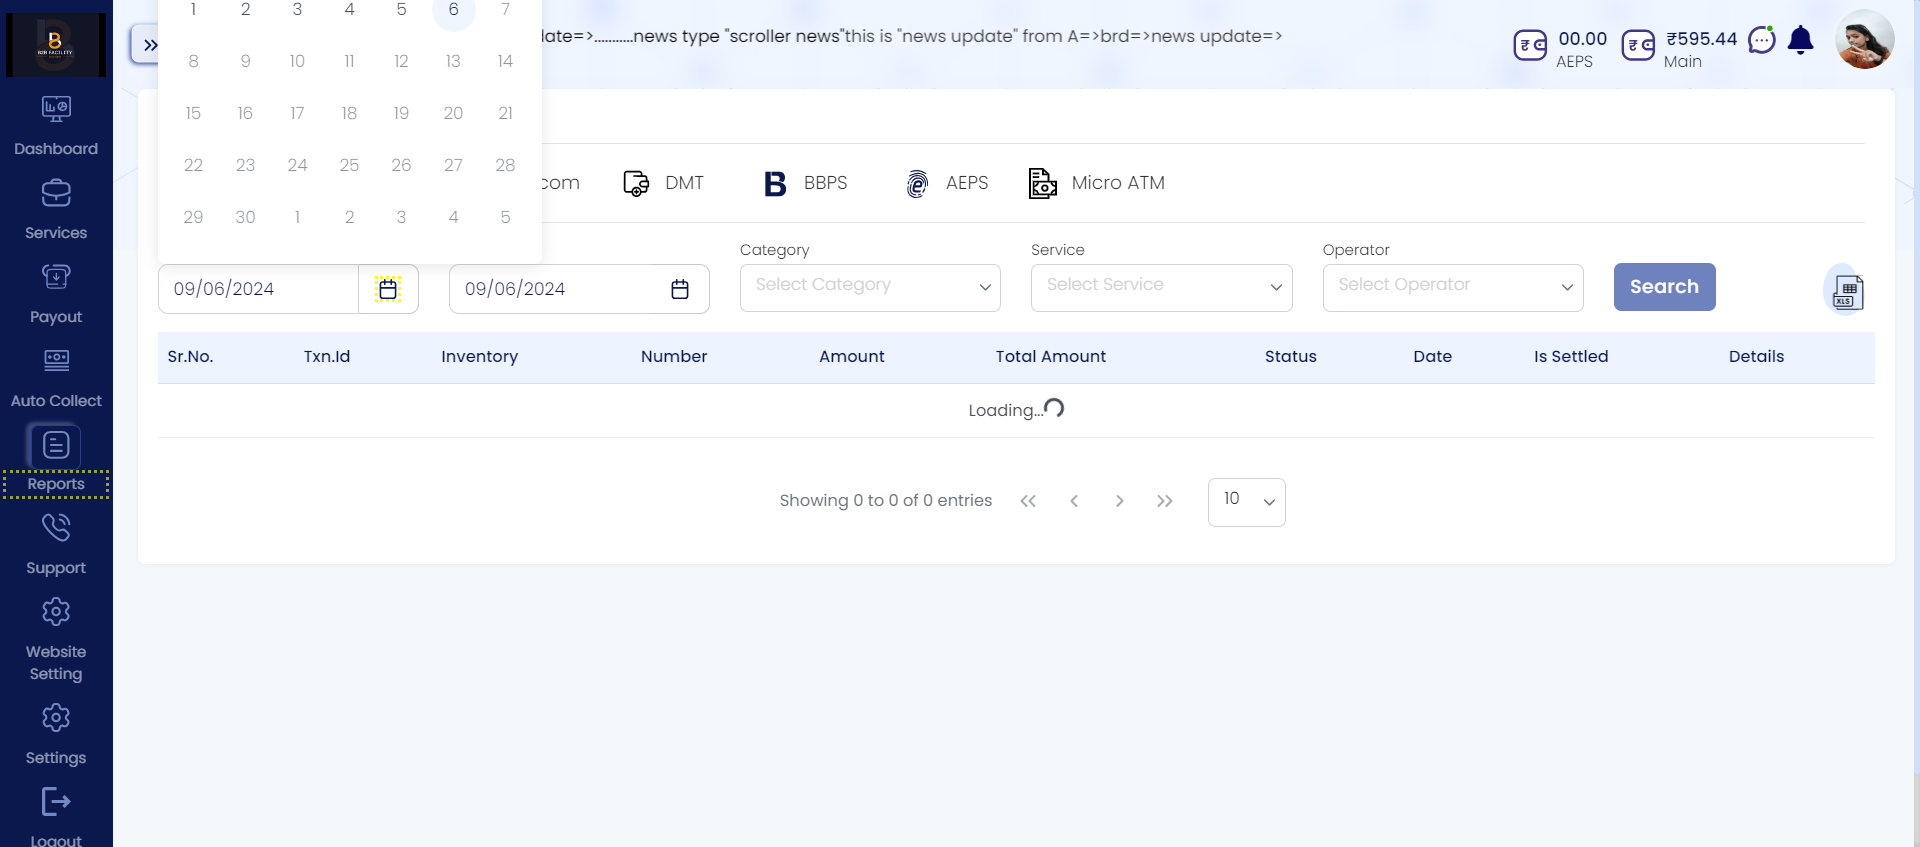 1 2 3 4 5 6 7
8 9 10 11 12 13 14
15 16 17 18 19 20 21
22 23 24 25 26 27 28
29 30 1 2 3 4 5
B2B FACILITY
date=>...........news type "scroller news"this is "news update" from A=>brd=>news update=>
00.00
AEPS
₹595.44
Main
Dashboard
Services
Payout
Auto Collect
Reports
Support
Website
Setting
Settings
Logout
com
DMT
BBPS
AEPS
Micro ATM
Category
Service
Operator
09/06/2024
09/06/2024
Select Category
Select Service
Select Operator
Search
XLS
Sr.No. Txn.Id Inventory Number Amount Total Amount Status Date Is Settled Details
Loading...
Showing 0 to 0 of 0 entries
10